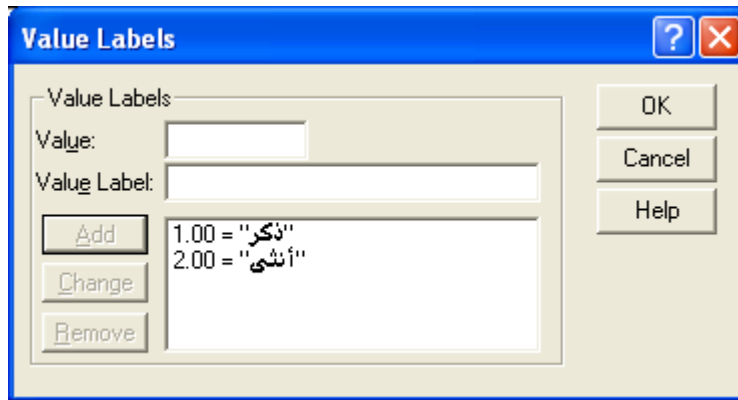 Value Labels
Value Labels
Value:
Value Label:
Add
Change
Remove
1.00 = "ذكر"
2.00 = "أنثى"
OK
Cancel
Help